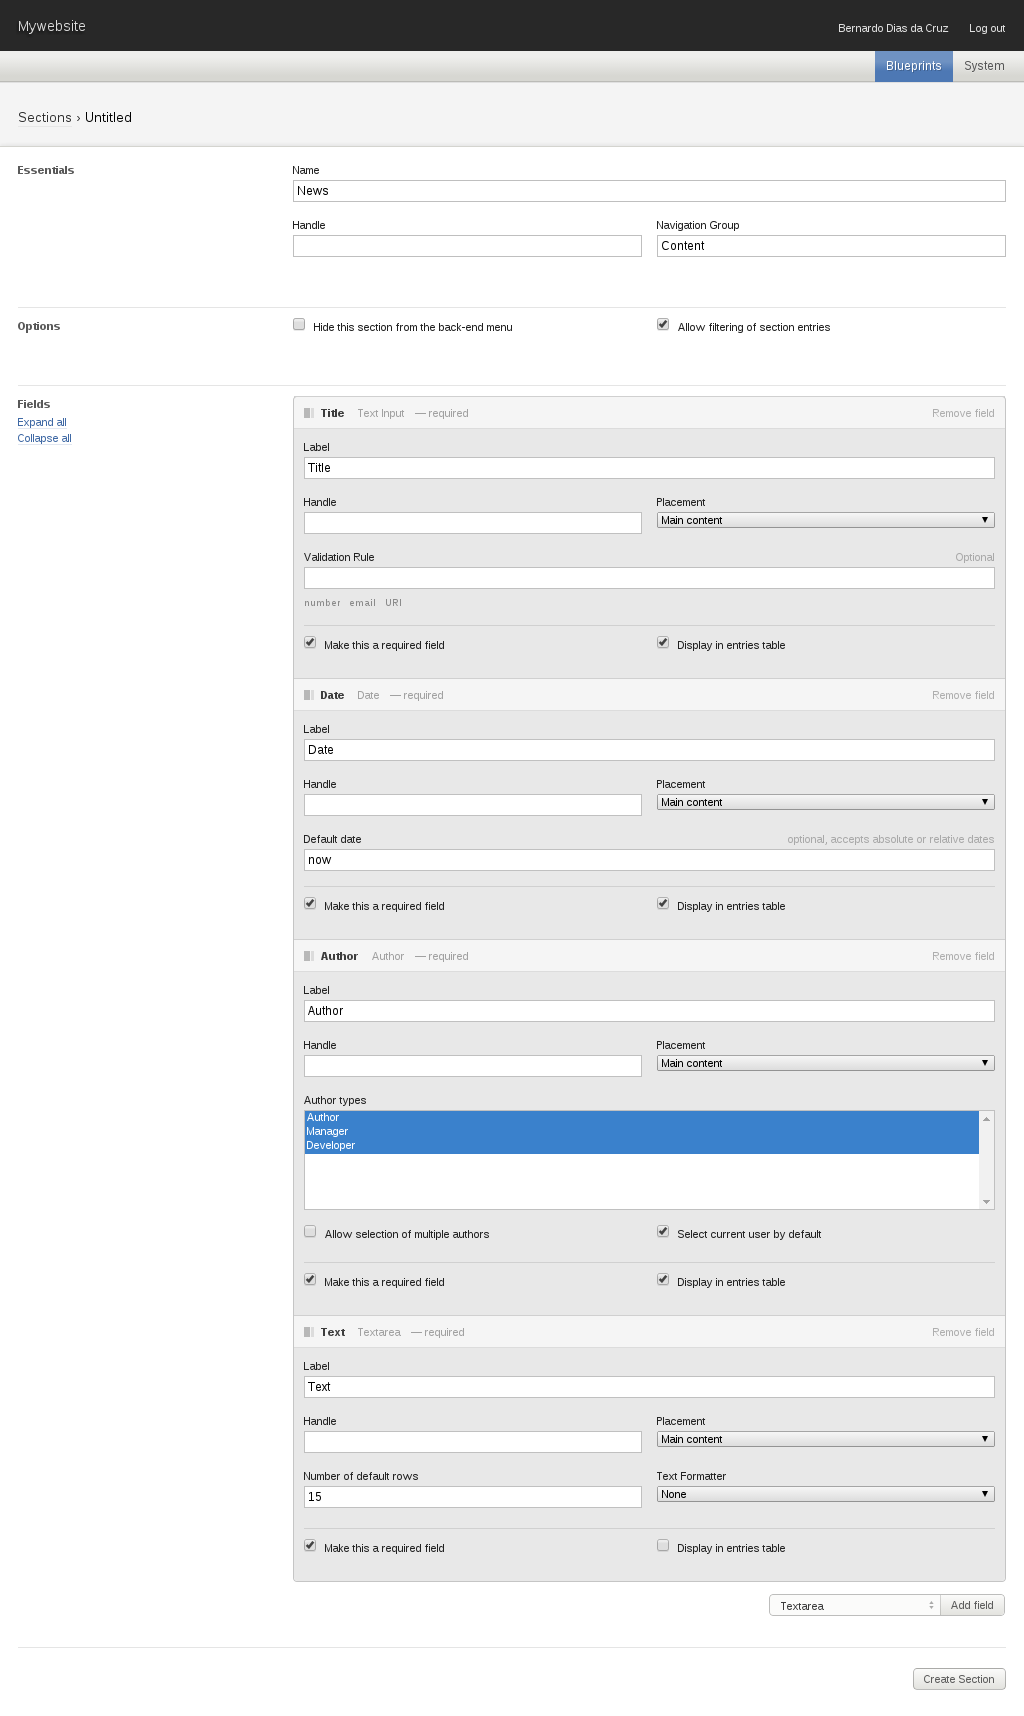 Mywebsite
Bernardo Dias da Cruz Log out
Blueprints System
Sections › Untitled
Essentials
Name
News
Handle Navigation Group
Content
Options
Hide this section from the back-end menu Allow filtering of section entries
Fields
Expand all
Collapse all
Title Text Input — required Remove field
Label
Title
Handle Placement
Main content
Validation Rule Optional
number email URI
Make this a required field Display in entries table
Date Date — required Remove field
Label
Date
Handle Placement
Main content
Default date optional, accepts absolute or relative dates
now
Make this a required field Display in entries table
Author Author — required Remove field
Label
Author
Handle Placement
Main content
Author types
Author
Manager
Developer
Allow selection of multiple authors Select current user by default
Make this a required field Display in entries table
Text Textarea — required Remove field
Label
Text
Handle Placement
Main content
Number of default rows Text Formatter
15 None
Make this a required field Display in entries table
Textarea Add field
Create Section